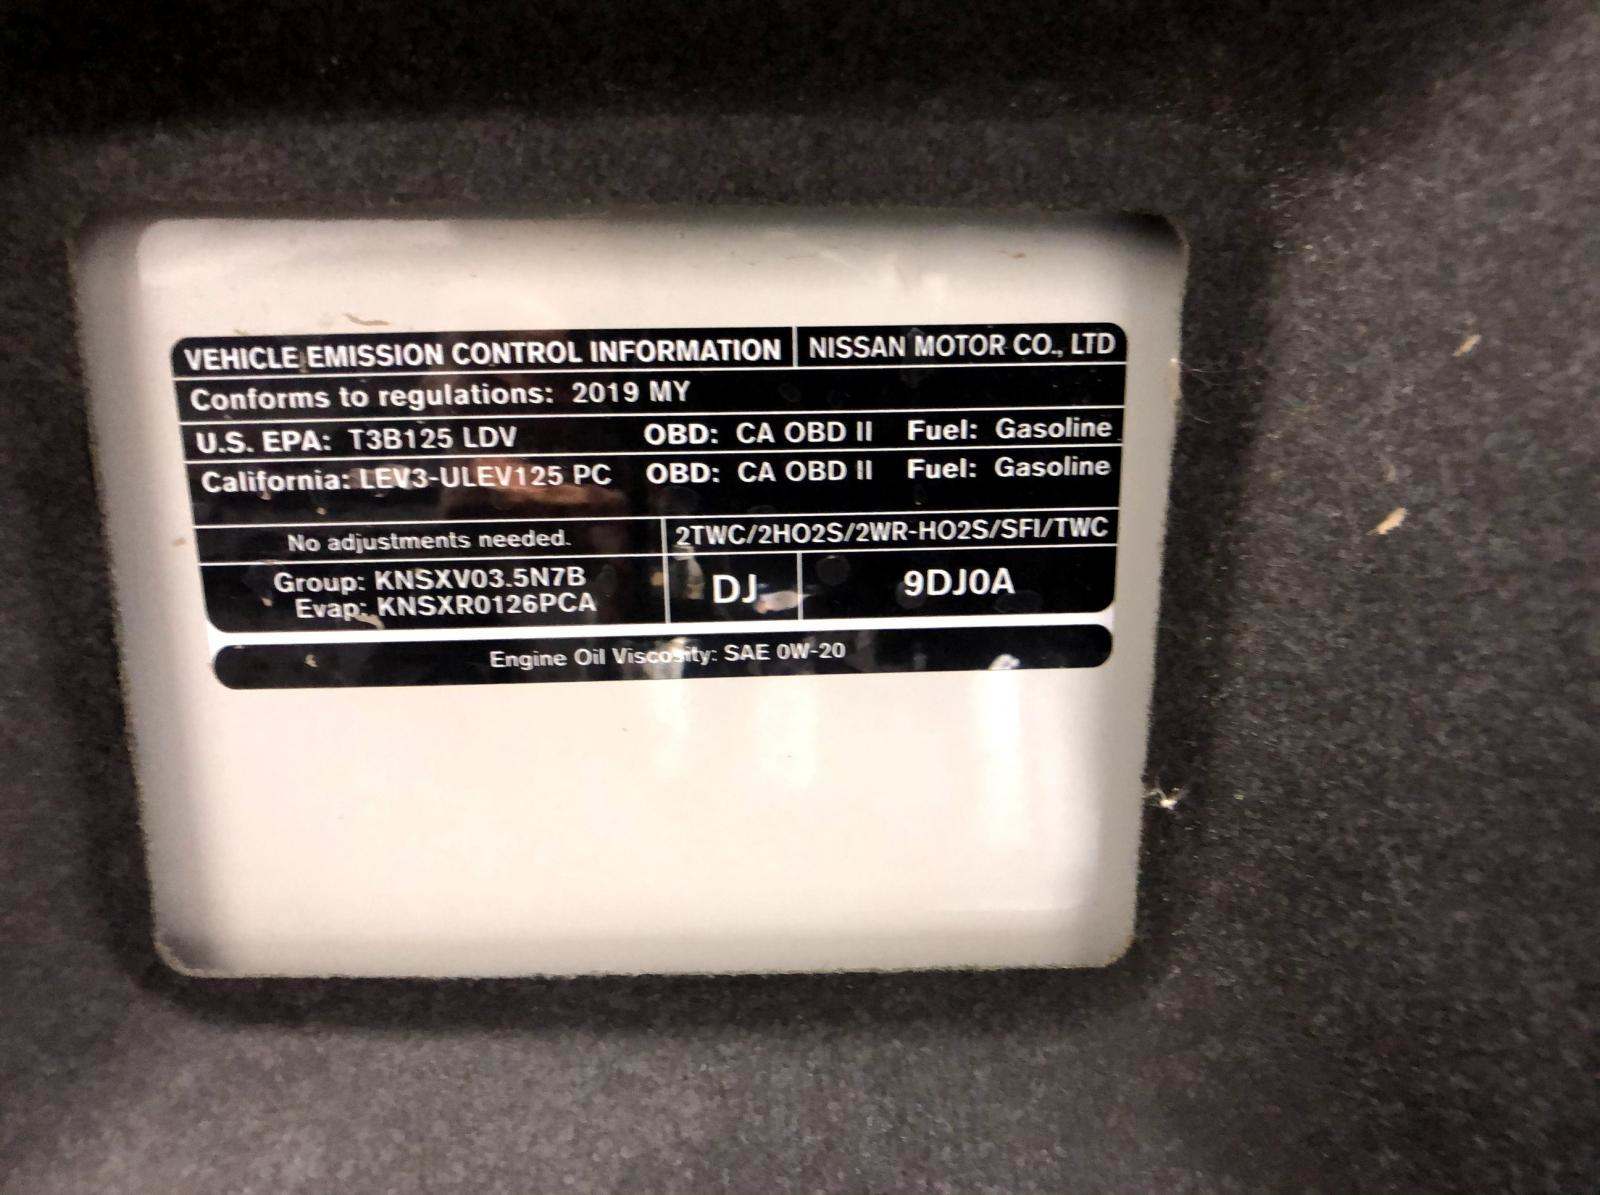 VEHICLE EMISSION CONTROL INFORMATION NISSAN MOTOR CO., LTD
Conforms to regulations: 2019 MY
U.S. EPA: T3B125 LDV OBD: CA OBD II Fuel: Gasoline
California: LEV3-ULEV125 PC OBD: CA OBD II Fuel: Gasoline
No adjustments needed. 2TWC/2HO2S/2WR-HO2S/SFI/TWC
Group: KNSXV03.5N7B
Evap: KNSXR0126PCA
DJ 9DJ0A
Engine Oil Viscosity: SAE 0W-20